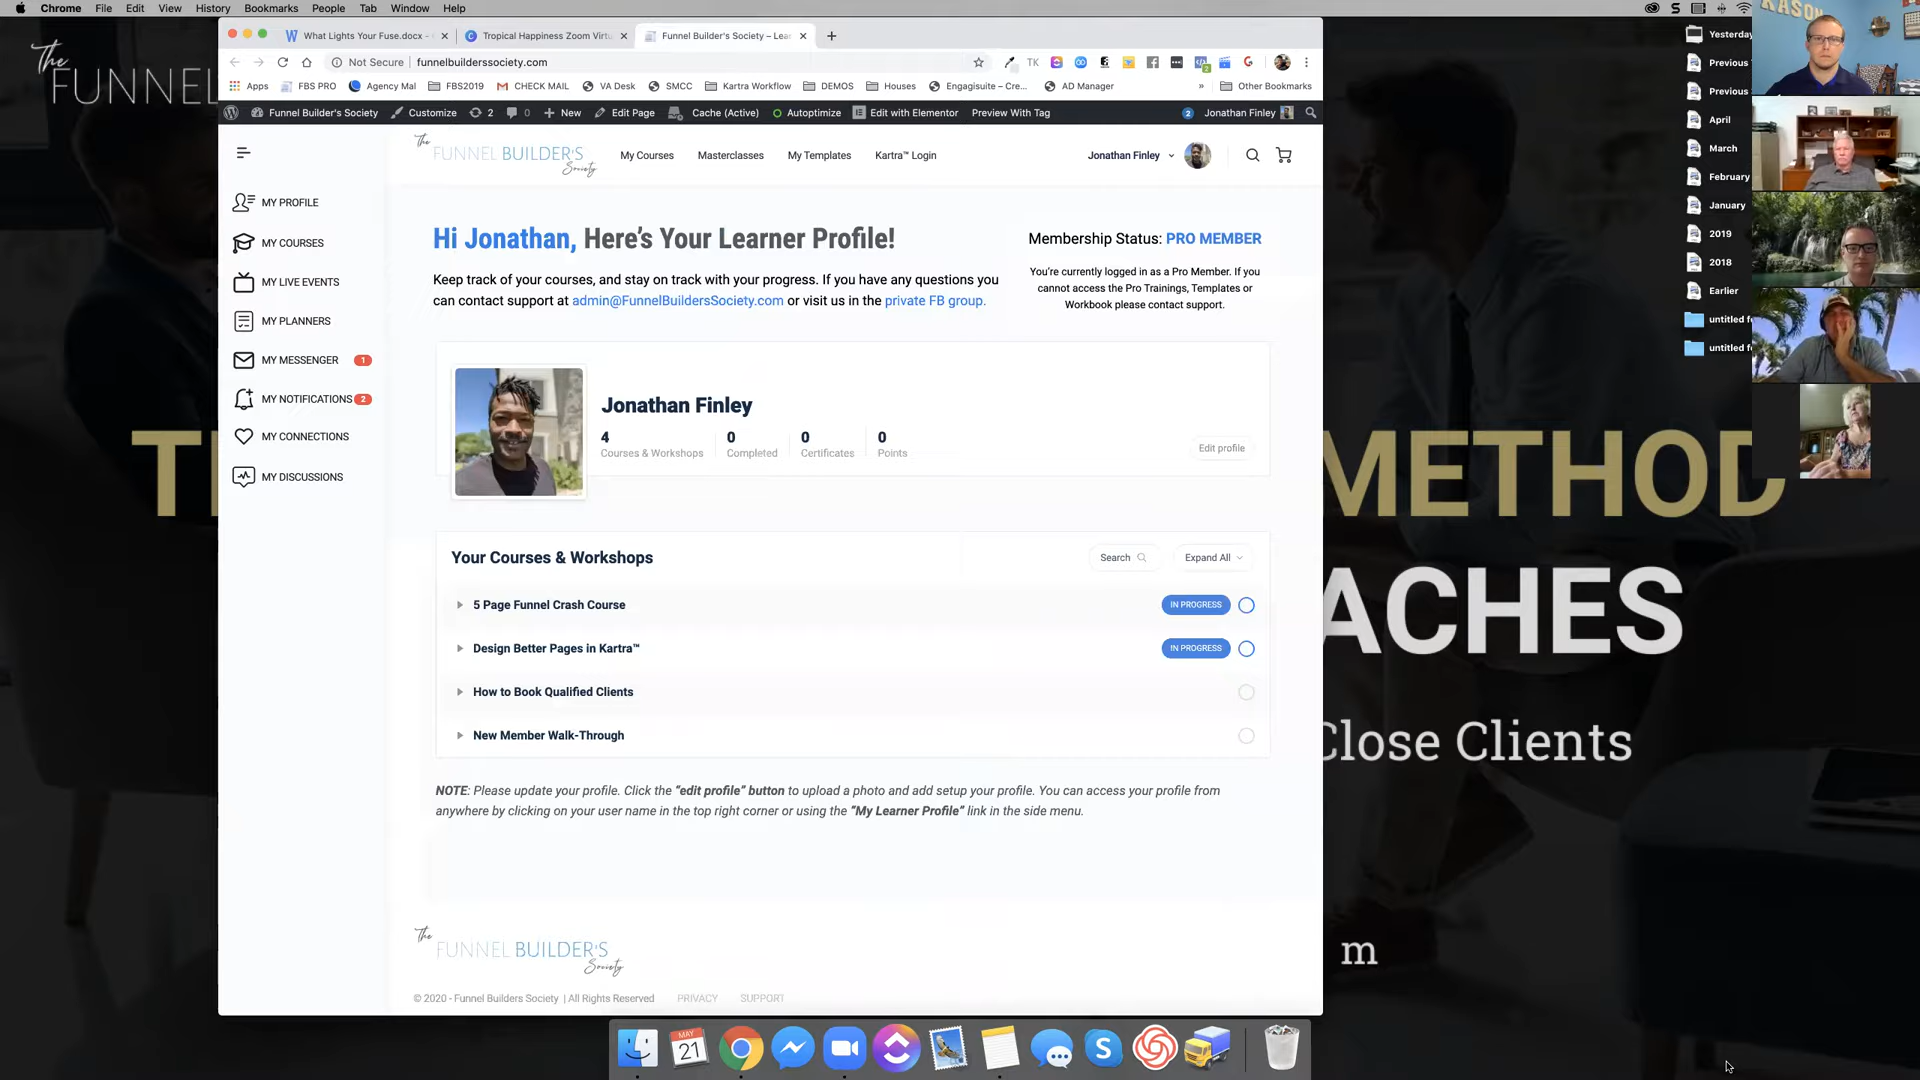 Chrome File Edit View History Bookmarks People Tab Window Help
What Lights Your Fuse.docx -
Tropical Happiness Zoom Virtu
Funnel Builder's Society – Lear
Not Secure funnelbuilderssociety.com
TK
Apps FBS PRO Agency Mal FBS2019 CHECK MAIL VA Desk SMCC Kartra Workflow DEMOS Houses Engagisuite – Cre... AD Manager » Other Bookmarks
Funnel Builder's Society Customize 2 0 New Edit Page Cache (Active) Autoptimize Edit with Elementor Preview With Tag 2 Jonathan Finley
The FUNNEL BUILDER'S Society
My Courses Masterclasses My Templates Kartra™ Login Jonathan Finley
MY PROFILE
MY COURSES
MY LIVE EVENTS
MY PLANNERS
MY MESSENGER 1
MY NOTIFICATIONS 2
MY CONNECTIONS
MY DISCUSSIONS
Hi Jonathan, Here's Your Learner Profile!
Keep track of your courses, and stay on track with your progress. If you have any questions you
can contact support at admin@FunnelBuildersSociety.com or visit us in the private FB group.
Membership Status: PRO MEMBER
You're currently logged in as a Pro Member. If you
cannot access the Pro Trainings, Templates or
Workbook please contact support.
Jonathan Finley
4 0 0 0
Courses & Workshops Completed Certificates Points
Edit profile
Your Courses & Workshops
Search Expand All
5 Page Funnel Crash Course IN PROGRESS
Design Better Pages in Kartra™ IN PROGRESS
How to Book Qualified Clients
New Member Walk-Through
NOTE: Please update your profile. Click the "edit profile" button to upload a photo and add setup your profile. You can access your profile from
anywhere by clicking on your user name in the top right corner or using the "My Learner Profile" link in the side menu.
The FUNNEL BUILDER'S Society
© 2020 - Funnel Builders Society | All Rights Reserved PRIVACY SUPPORT
The
FUNNEL
METHOD
ACHES
Close Clients
m
Yesterday
Previous
Previous
April
March
February
January
2019
2018
Earlier
untitled f
untitled f
KASON
MAY
21